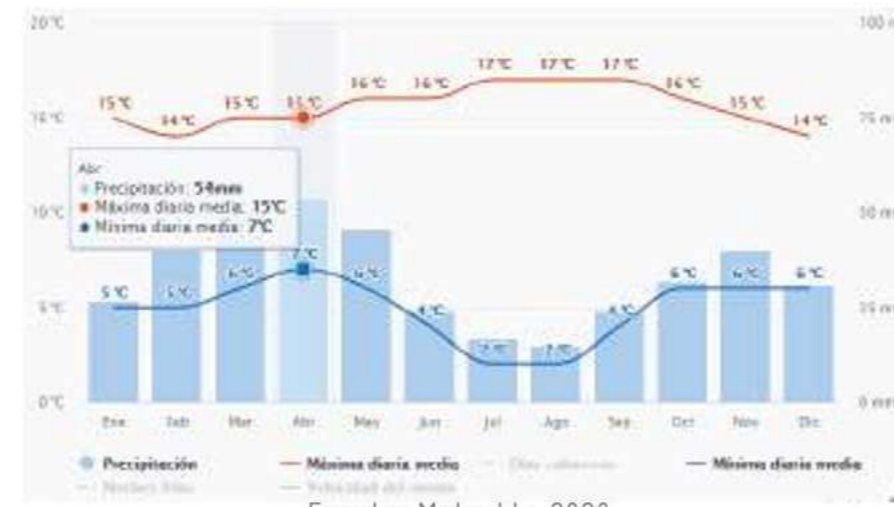 20°C 100 m
17°C 17°C 17°C
16°C 16°C 16°C
15°C 14°C 15°C 15°C 15°C 14°C
15°C 75 m
Abr
Precipitación: 54mm
Máxima diaria media: 15°C
Mínima diaria media: 7°C
10°C 50 mm
7°C
5°C 5°C 6°C 6°C 6°C 6°C 6°C
5°C 4°C 4°C 25 m
2°C 2°C
0°C 0 mm
Ene Feb Mar Abr May Jun Jul Ago Sep Oct Nov Dic
Precipitación Máxima diaria media Mínima diaria media